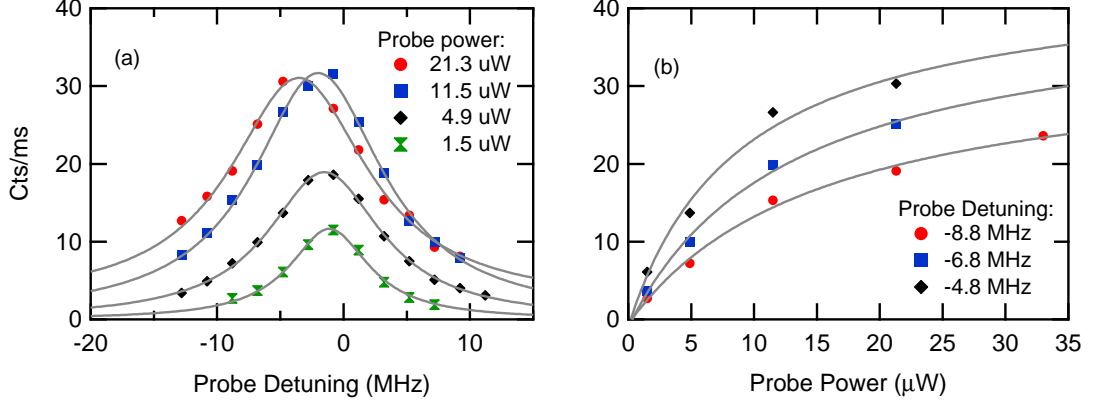 40
30
20
10
0
Cts/ms
(a)
Probe power:
21.3 uW
11.5 uW
4.9 uW
1.5 uW
-20
-10
0
10
Probe Detuning (MHz)
40
30
20
10
0
(b)
Probe Detuning:
-8.8 MHz
-6.8 MHz
-4.8 MHz
0
5
10
15
20
25
30
35
Probe Power (μW)